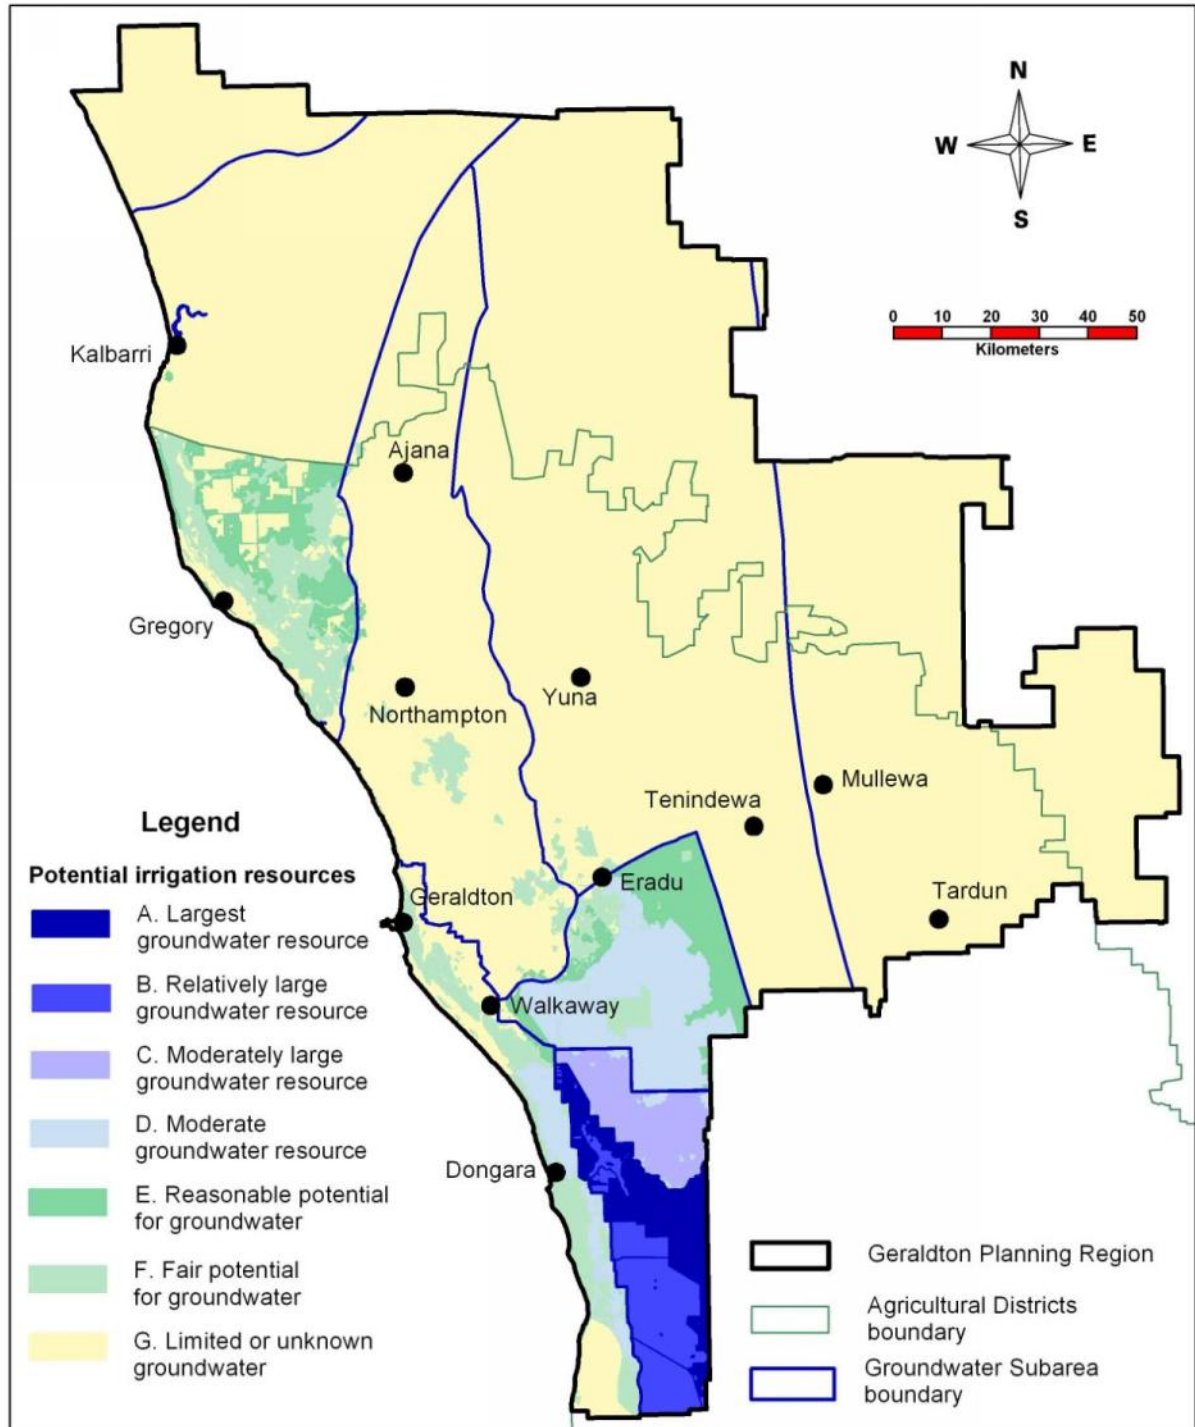 N
W
E
S
0 10 20 30 40 50
Kilometers
Kalbarri
Ajana
Gregory
Northampton
Yuna
Mullewa
Tenindewa
Eradu
Tardun
Geraldton
Walkaway
Dongara
Legend
Potential irrigation resources
A. Largest
groundwater resource
B. Relatively large
groundwater resource
C. Moderately large
groundwater resource
D. Moderate
groundwater resource
E. Reasonable potential
for groundwater
F. Fair potential
for groundwater
G. Limited or unknown
groundwater
Geraldton Planning Region
Agricultural Districts
boundary
Groundwater Subarea
boundary